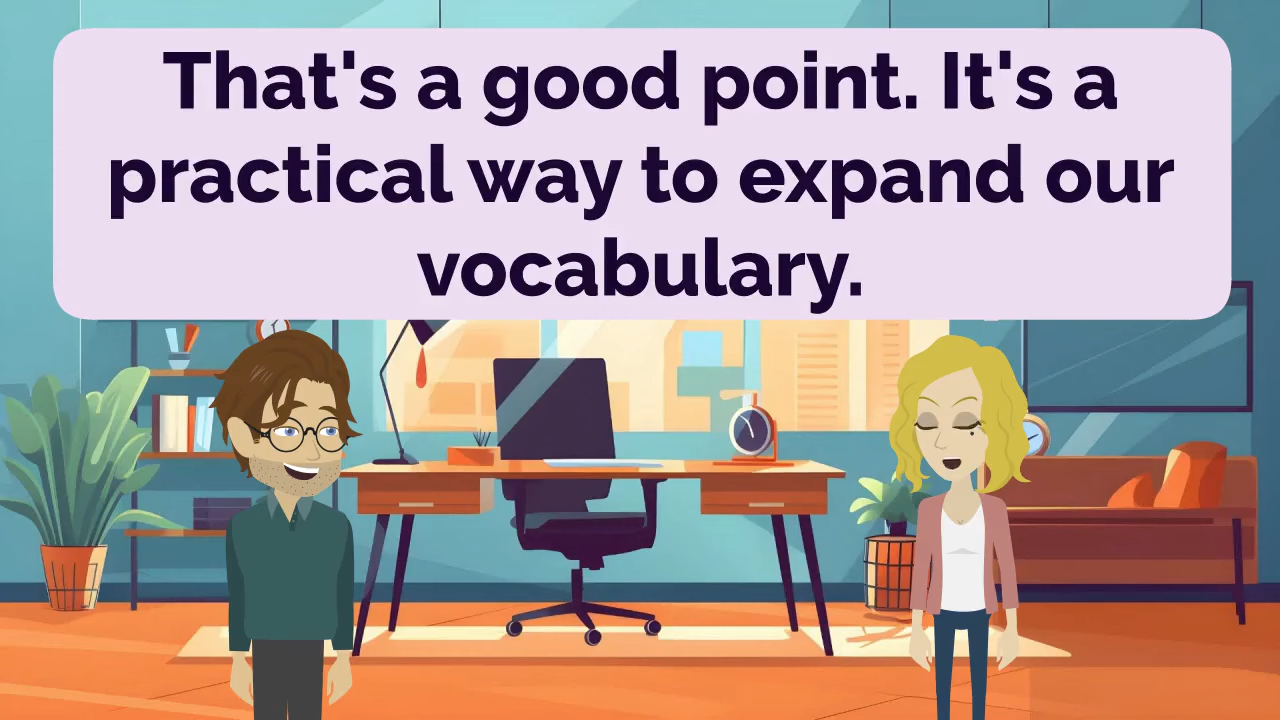 That's a good point. It's a
practical way to expand our
vocabulary.